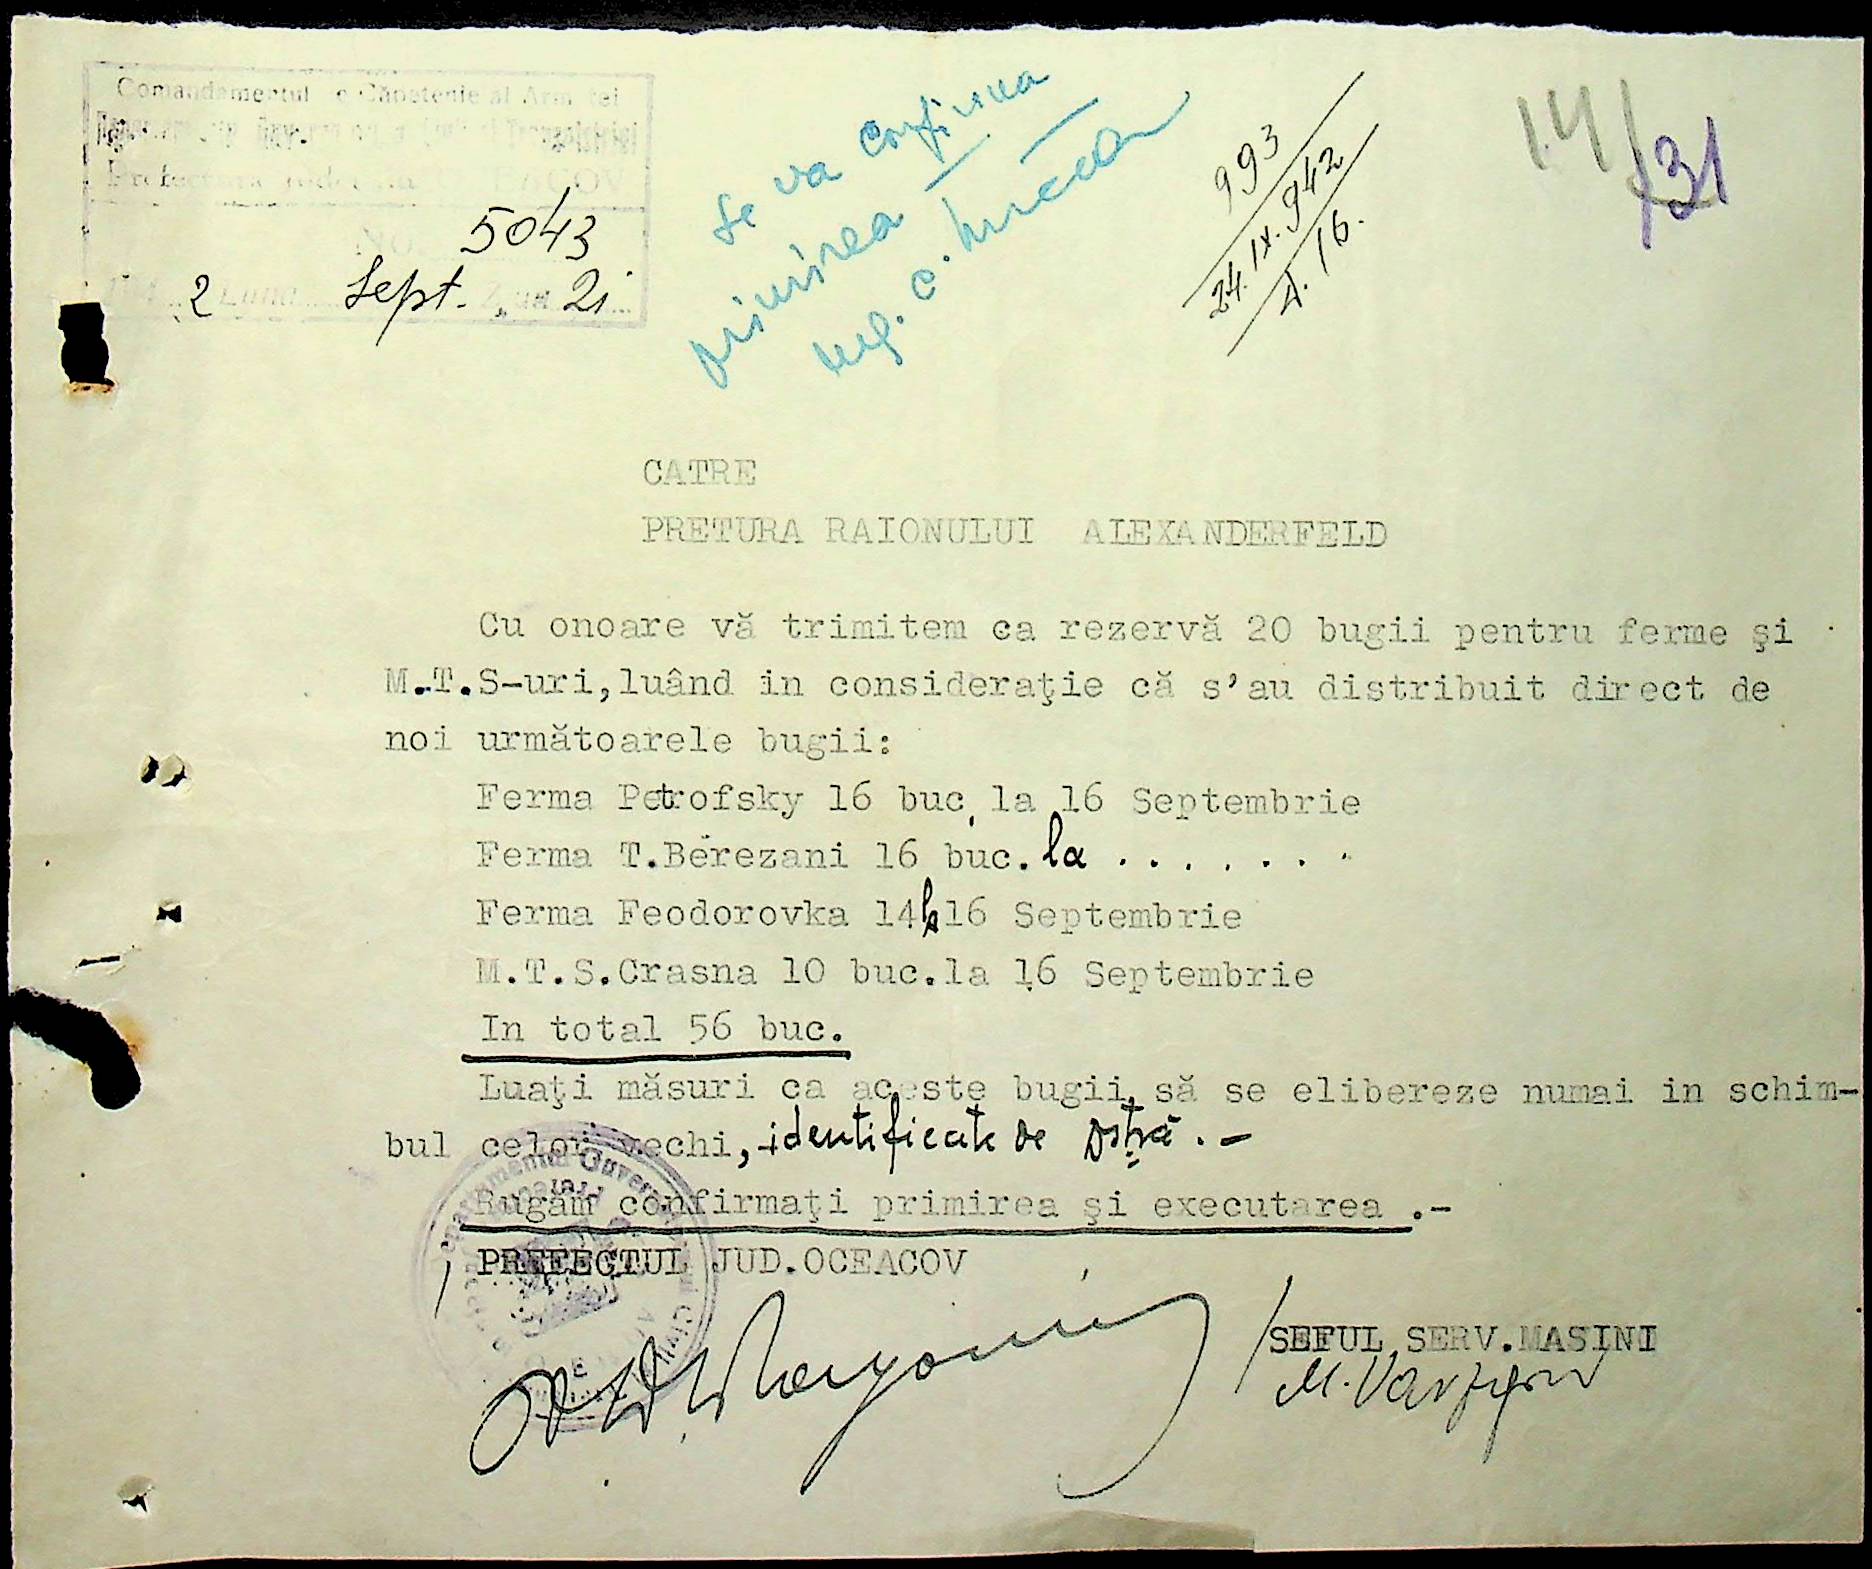 Comandamentul de Căpetenie al Armatei
Prefectura Județului OCEACOV
No. 5043
2 Luna Sept. Ziua 21
Se va confirma
primirea
993
24.IX.942
A.16.
14
31
CATRE
PRETURA RAIONULUI ALEXANDERFELD
Cu onoare vă trimitem ca rezervă 20 bugii pentru ferme şi
M.T.S-uri,luând in consideraţie că s'au distribuit direct de
noi următoarele bugii:
Ferma Petrofsky 16 buc, la 16 Septembrie
Ferma T.Berezani 16 buc. la . . . . . . .
Ferma Feodorovka 14 la 16 Septembrie
M.T.S.Crasna 10 buc.la 16 Septembrie
In total 56 buc.
Luaţi măsuri ca aceste bugii, să se elibereze numai in schim-
bul celor vechi, identificate de Dstră.-
Rugăm confirmaţi primirea şi executarea .-
PREFECTUL JUD.OCEACOV
SEFUL SERV.MASINI